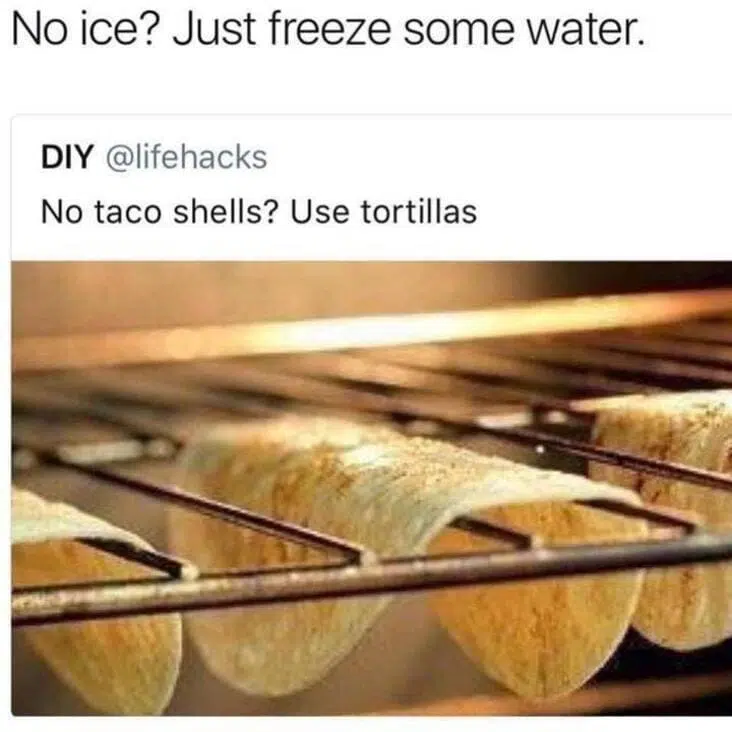 No ice? Just freeze some water.
DIY @lifehacks
No taco shells? Use tortillas